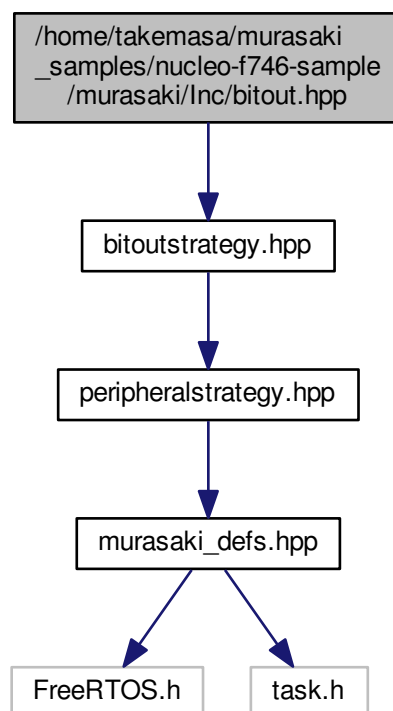 /home/takemasa/murasaki
_samples/nucleo-f746-sample
/murasaki/Inc/bitout.hpp
bitoutstrategy.hpp
peripheralstrategy.hpp
murasaki_defs.hpp
FreeRTOS.h
task.h